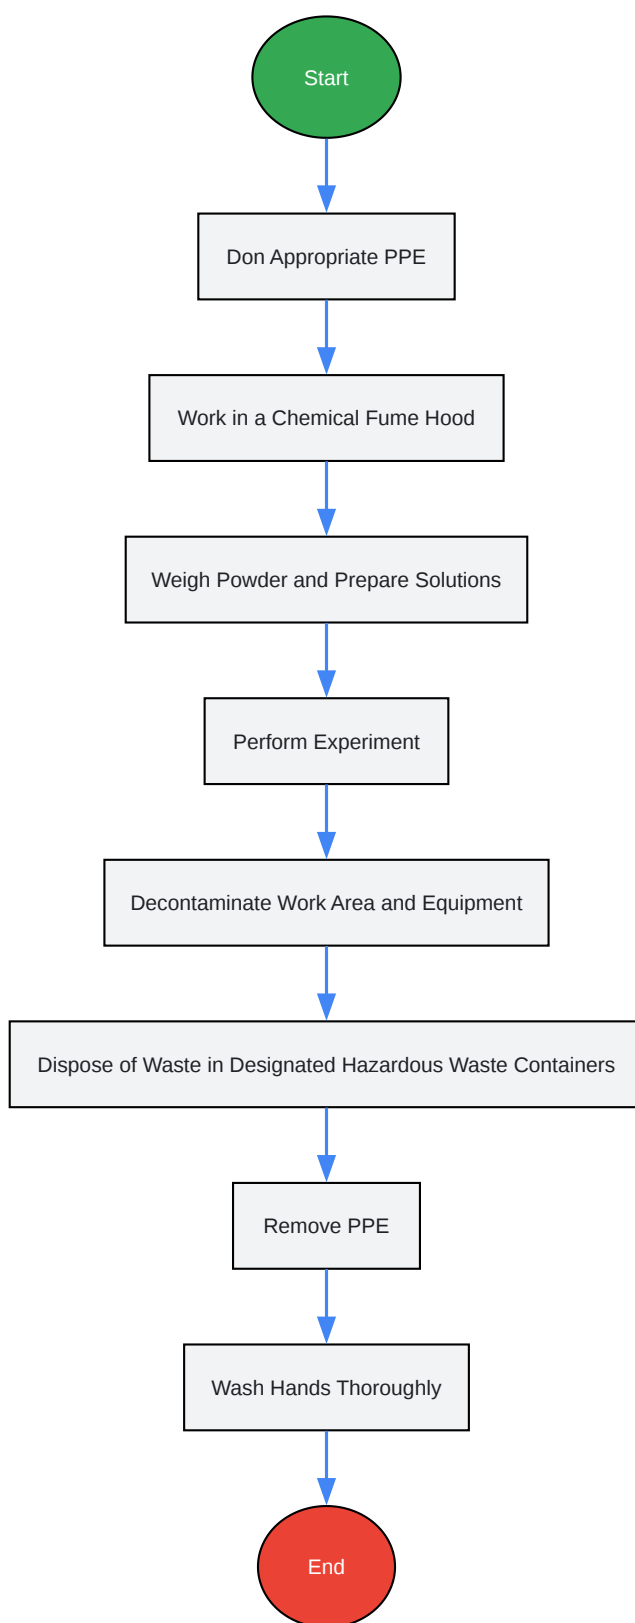 Start
Don Appropriate PPE
Work in a Chemical Fume Hood
Weigh Powder and Prepare Solutions
Perform Experiment
Decontaminate Work Area and Equipment
Dispose of Waste in Designated Hazardous Waste Containers
Remove PPE
Wash Hands Thoroughly
End